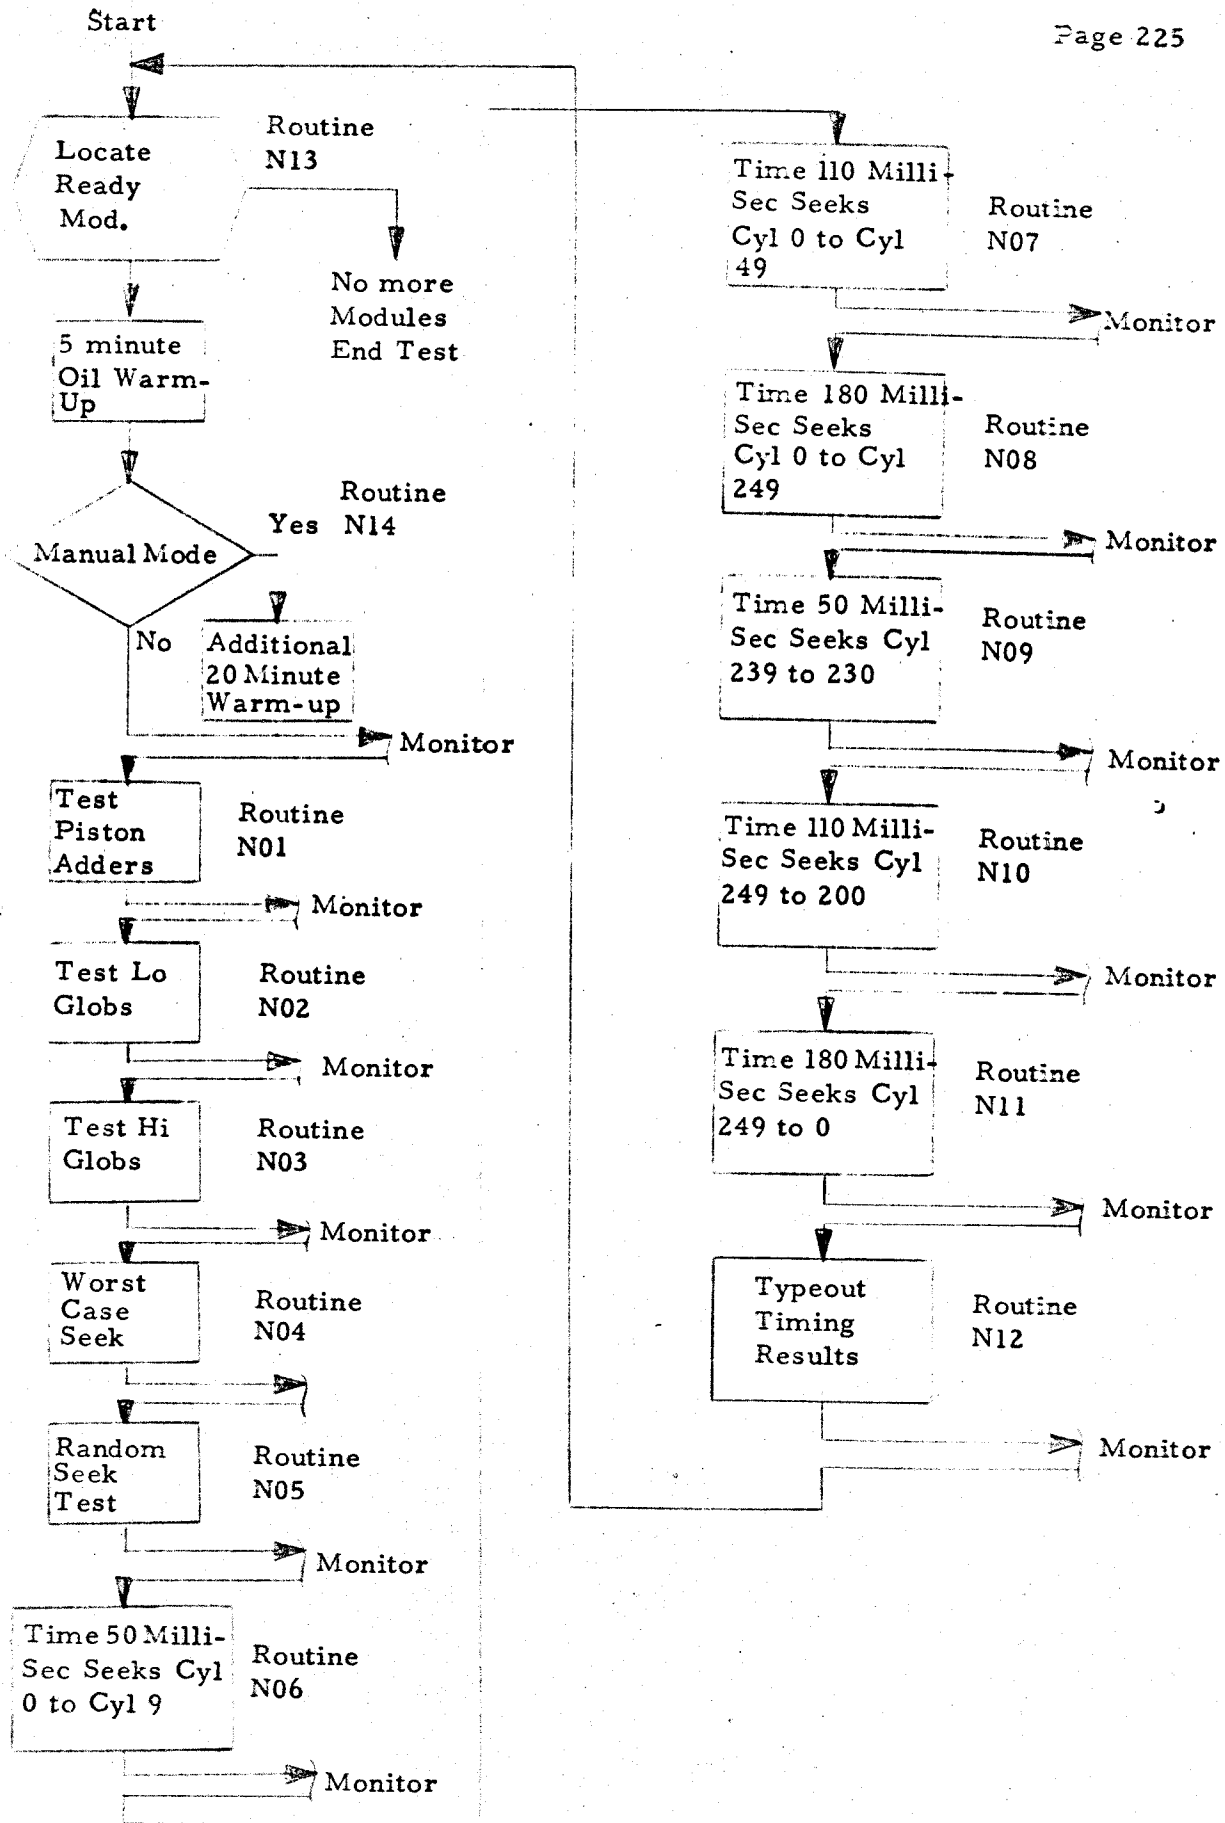 Start
Page 225
Locate
Ready
Mod.
Routine
N13
No more
Modules
End Test
5 minute
Oil Warm-
Up
Routine
Yes N14
Manual Mode
No
Additional
20 Minute
Warm-up
Monitor
Test
Piston
Adders
Routine
N01
Monitor
Test Lo
Globs
Routine
N02
Monitor
Test Hi
Globs
Routine
N03
Monitor
Worst
Case
Seek
Routine
N04
Random
Seek
Test
Routine
N05
Monitor
Time 50 Milli-
Sec Seeks Cyl
0 to Cyl 9
Routine
N06
Monitor
Time 110 Milli-
Sec Seeks
Cyl 0 to Cyl
49
Routine
N07
Monitor
Time 180 Milli-
Sec Seeks
Cyl 0 to Cyl
249
Routine
N08
Monitor
Time 50 Milli-
Sec Seeks Cyl
239 to 230
Routine
N09
Monitor
Time 110 Milli-
Sec Seeks Cyl
249 to 200
Routine
N10
Monitor
Time 180 Milli-
Sec Seeks Cyl
249 to 0
Routine
N11
Monitor
Typeout
Timing
Results
Routine
N12
Monitor